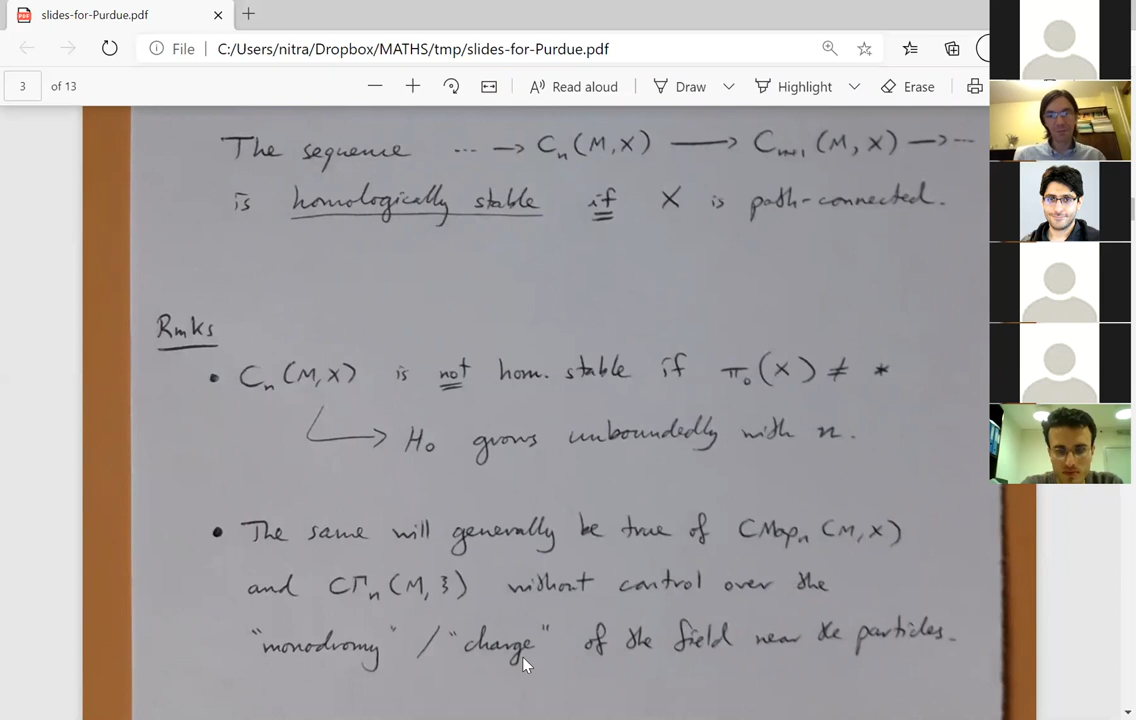 slides-for-Purdue.pdf
File C:/Users/nitra/Dropbox/MATHS/tmp/slides-for-Purdue.pdf
3 of 13 Read aloud Draw Highlight Erase
The sequence ... → Cₙ(M,X) → Cₙ₊₁(M,X) → ...
is homologically stable if X is path-connected.
Rmks
• Cₙ(M,X) is not hom. stable if π₀(X) ≠ *
↳ H₀ grows unboundedly with n.
• The same will generally be true of CMapₙ(M,X)
and CΓₙ(M,ξ) without control over the
"monodromy" / "charge" of the field near the particles.